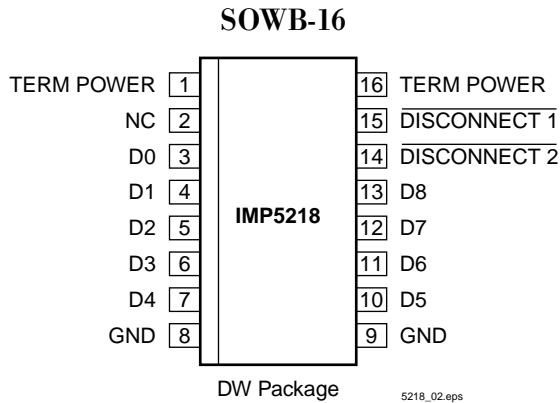 SOWB-16
TERM POWER 1 16 TERM POWER
NC 2 15 DISCONNECT 1
D0 3 14 DISCONNECT 2
D1 4 13 D8
D2 5 IMP5218 12 D7
D3 6 11 D6
D4 7 10 D5
GND 8 9 GND
DW Package 5218_02.eps